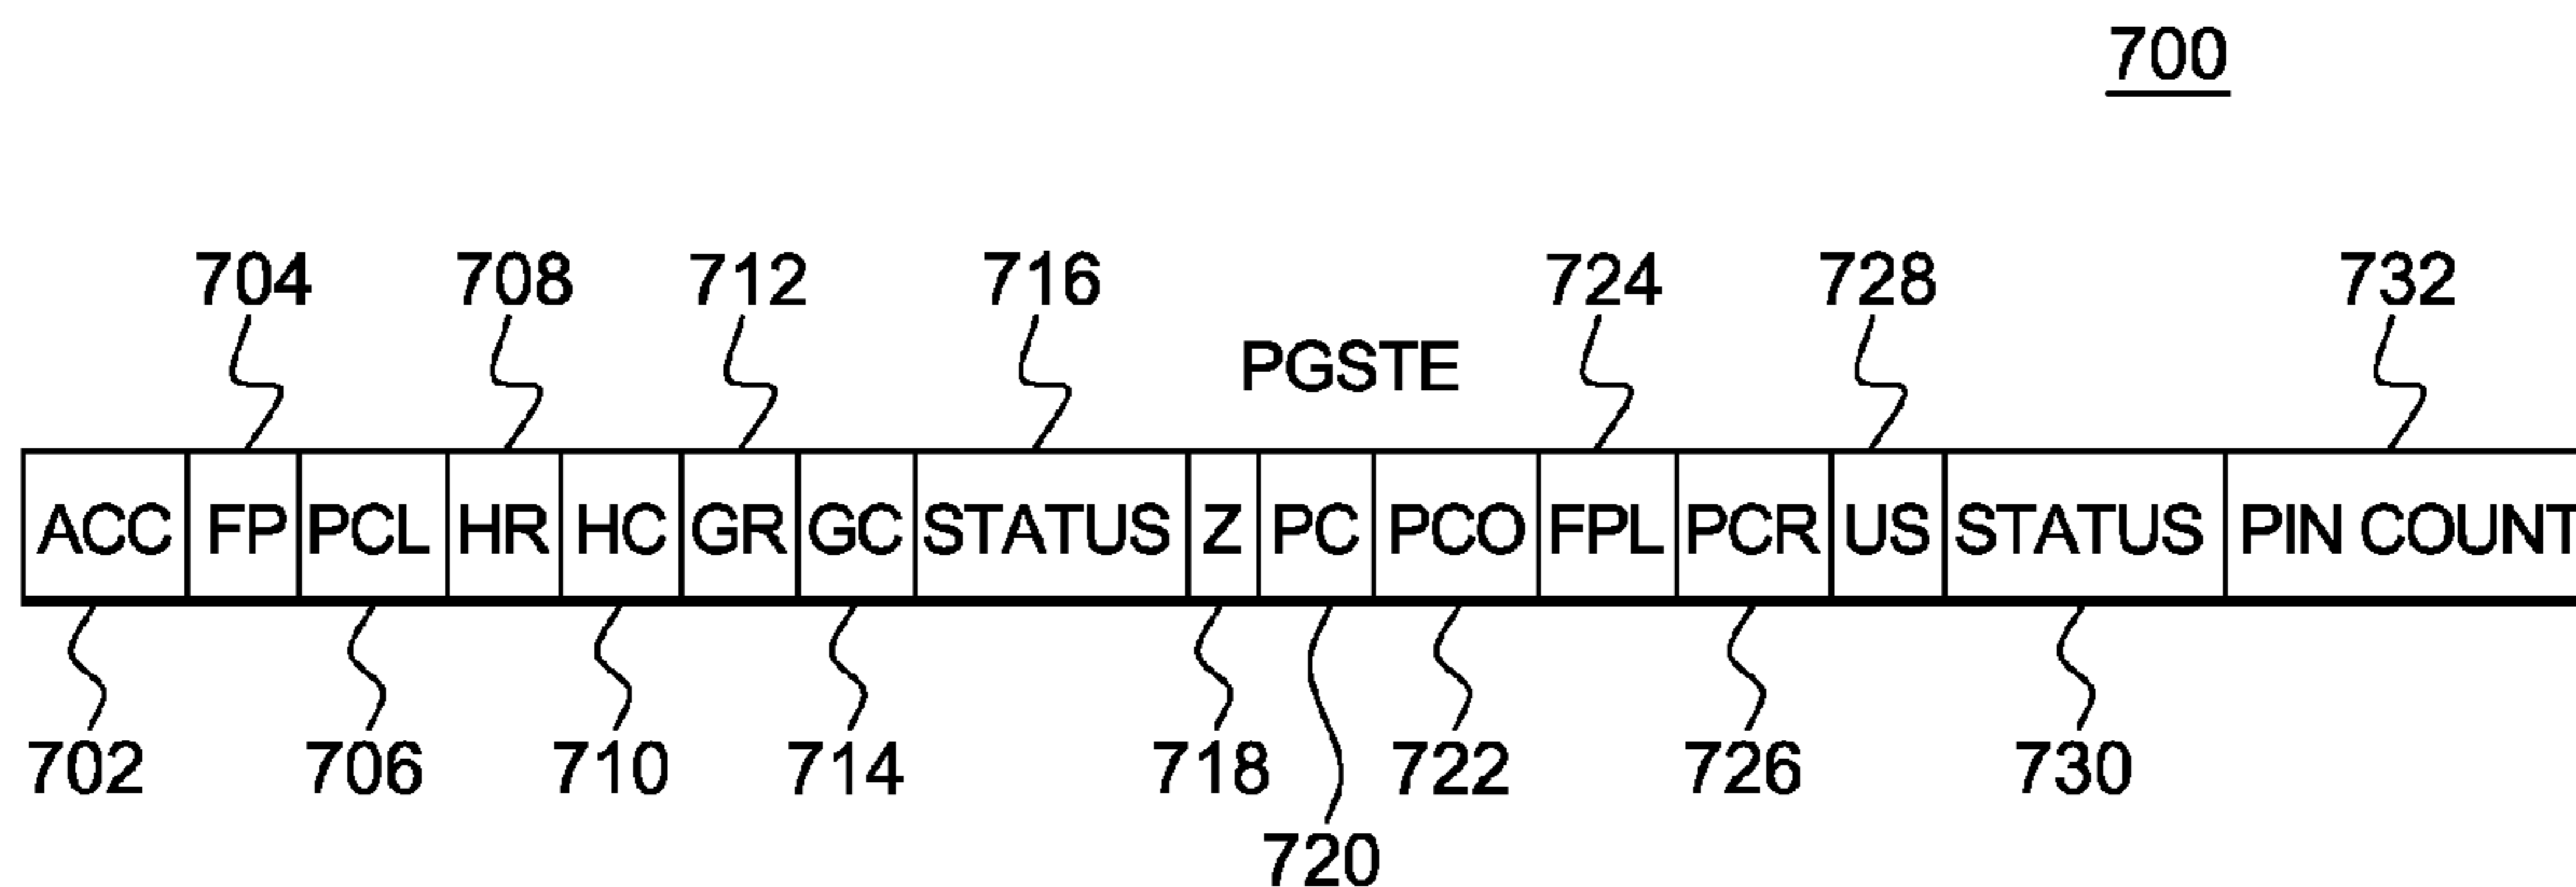 700
704 708 712 716 724 728 732
PGSTE
ACC FP PCL HR HC GR GC STATUS Z PC PCO FPL PCR US STATUS PIN COUNT
702 706 710 714 718 722 726 730
720